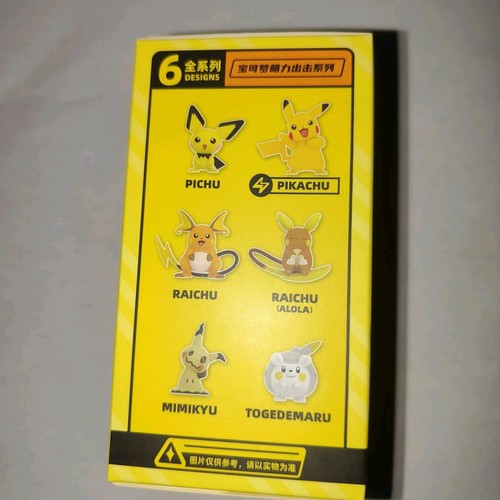 6 全系列
DESIGNS
宝可梦萌力出击系列
PICHU
PIKACHU
RAICHU
RAICHU
(ALOLA)
MIMIKYU
TOGEDEMARU
图片仅供参考，请以实物为准